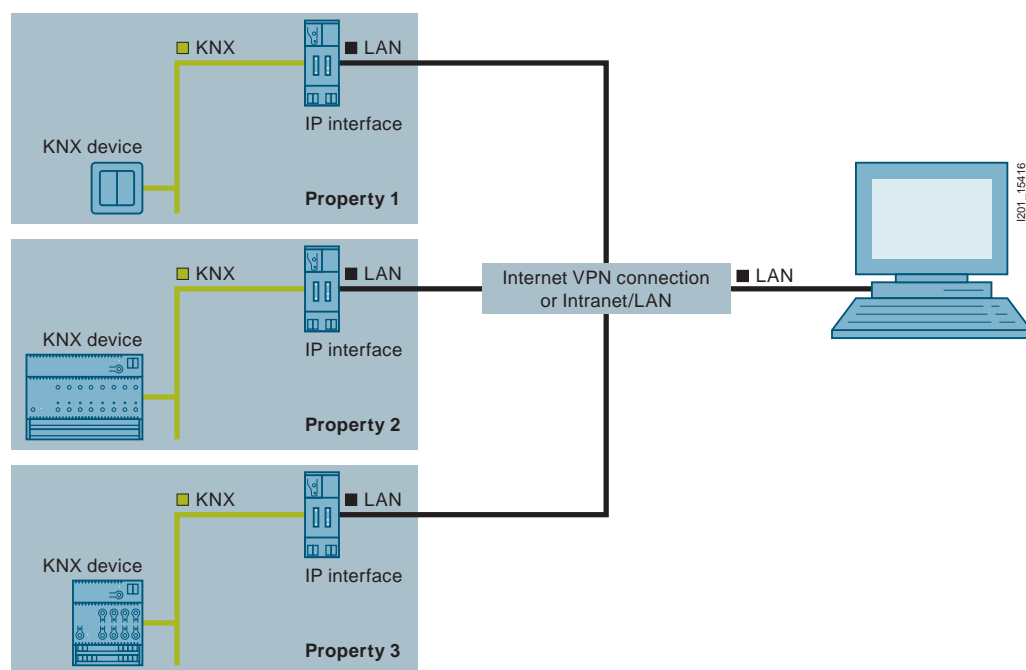 KNX
LAN
IP interface
KNX device
Property 1
KNX
LAN
IP interface
KNX device
Property 2
KNX
LAN
IP interface
KNX device
Property 3
Internet VPN connection
or Intranet/LAN
LAN
I201_15416